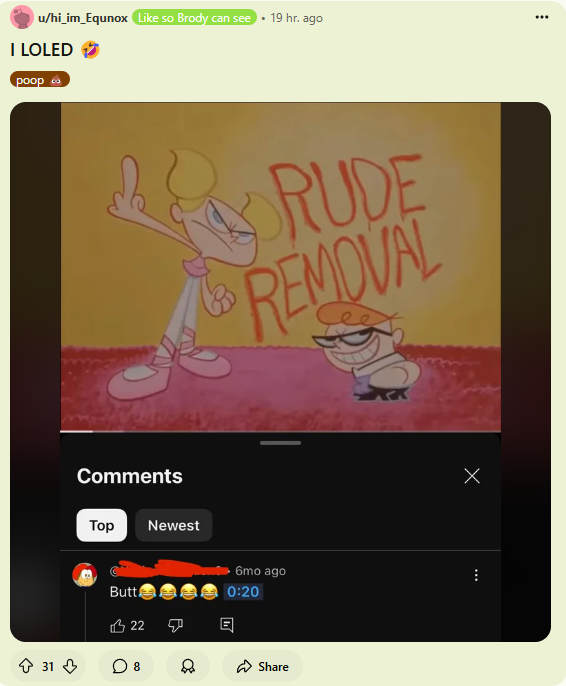 u/hi_im_Equnox Like so Brody can see • 19 hr. ago
I LOLED 🤣
poop 💩
RUDE
REMOVAL
Comments
Top Newest
6mo ago
Butt😂😂😂😂 0:20
22
31 8 Share